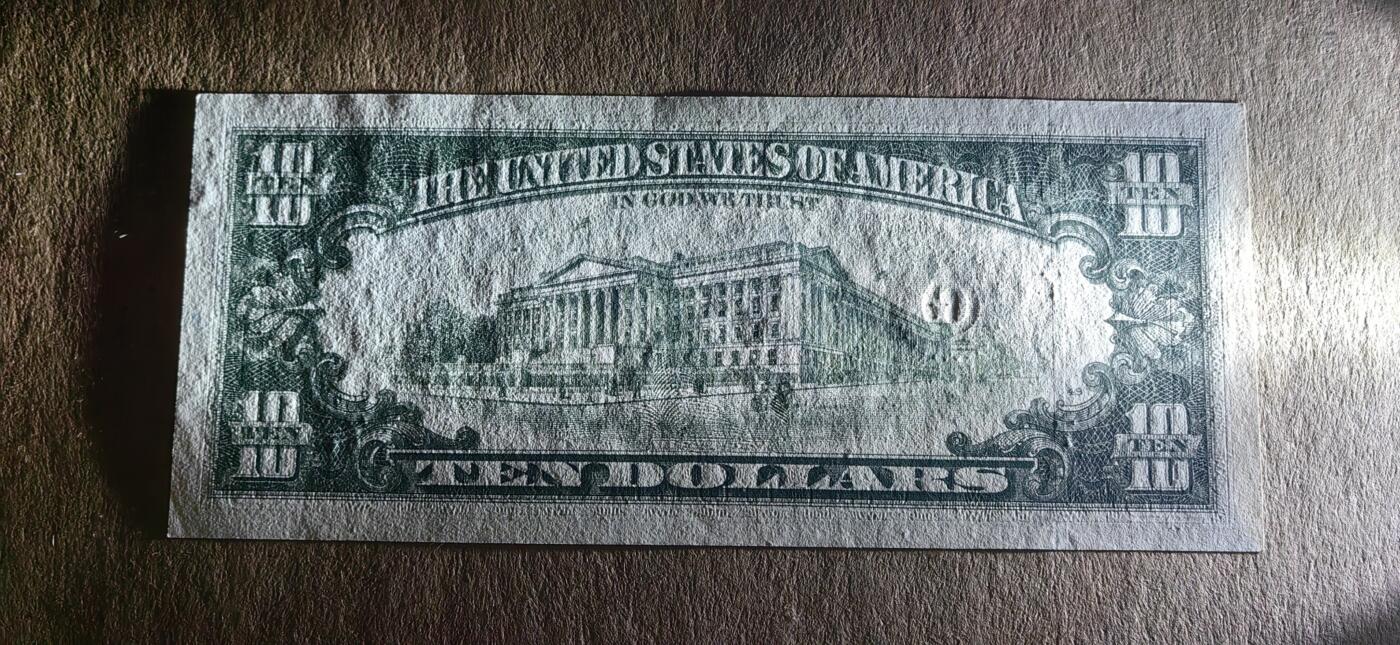 10 TEN 10
THE UNITED STATES OF AMERICA
10 TEN 10
IN GOD WE TRUST
10 TEN 10
TEN DOLLARS
10 TEN 10